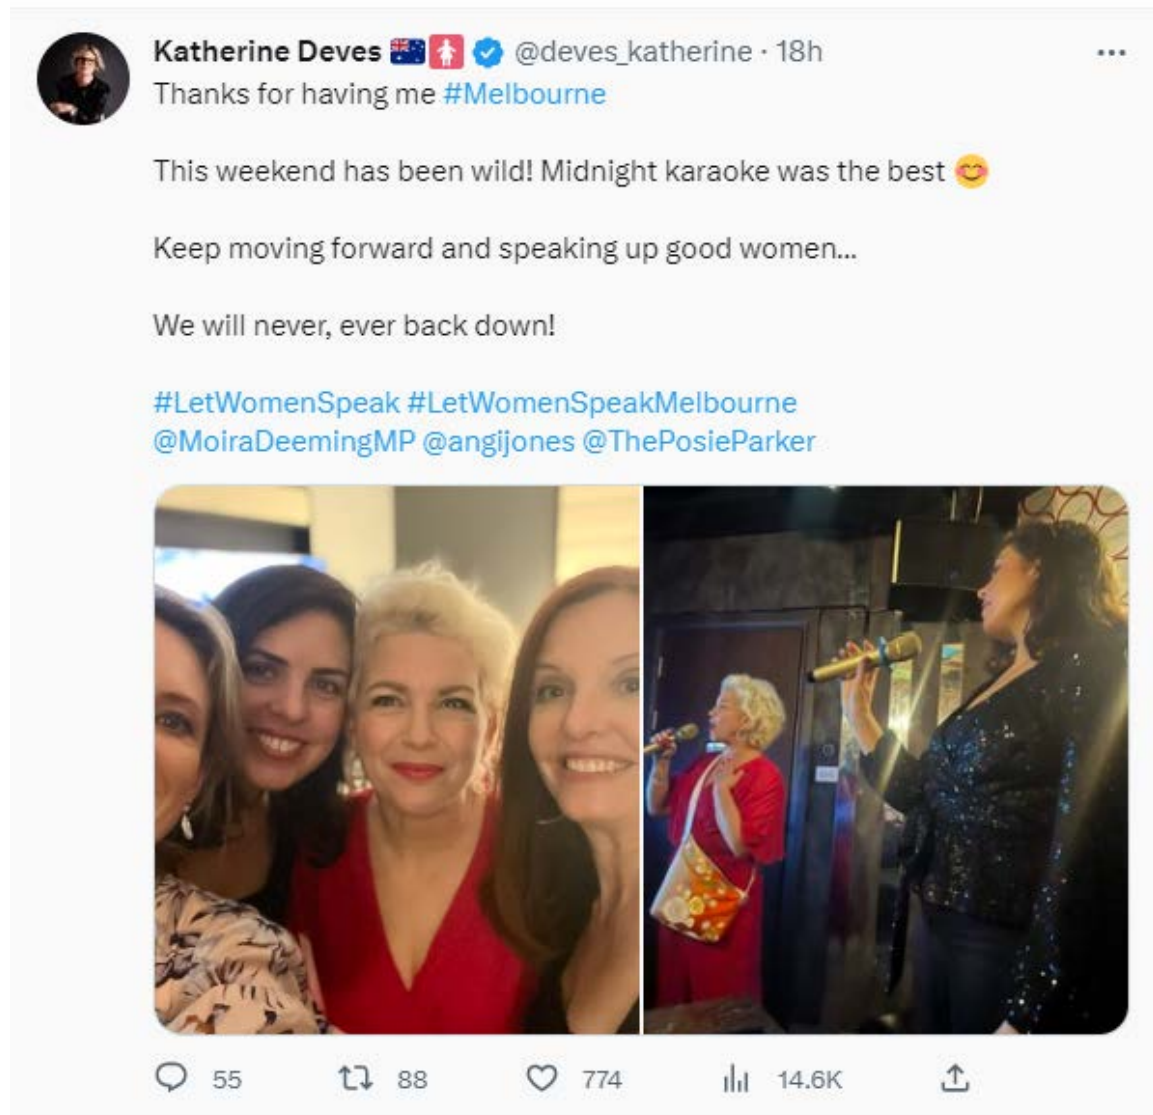 Katherine Deves 🇦🇺🚺 @deves_katherine · 18h
Thanks for having me #Melbourne
This weekend has been wild! Midnight karaoke was the best 😊
Keep moving forward and speaking up good women...
We will never, ever back down!
#LetWomenSpeak #LetWomenSpeakMelbourne
@MoiraDeemingMP @angijones @ThePosieParker
55 88 774 14.6K